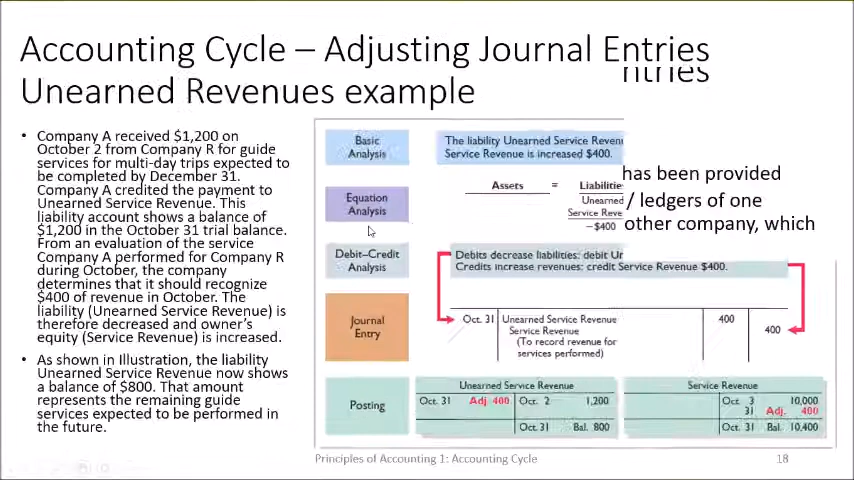 Accounting Cycle – Adjusting Journal Entries
Unearned Revenues example
• Company A received $1,200 on
October 2 from Company R for guide
services for multi-day trips expected to
be completed by December 31.
Company A credited the payment to
Unearned Service Revenue. This
liability account shows a balance of
$1,200 in the October 31 trial balance.
From an evaluation of the service
Company A performed for Company R
during October, the company
determines that it should recognize
$400 of revenue in October. The
liability (Unearned Service Revenue) is
therefore decreased and owner’s
equity (Service Revenue) is increased.
• As shown in Illustration, the liability
Unearned Service Revenue now shows
a balance of $800. That amount
represents the remaining guide
services expected to be performed in
the future.
Basic
Analysis
The liability Unearned Service
Service Revenue is increased $400.
has been provided
/ ledgers of one
other company, which
Equation
Analysis
Assets =
Unearned
Service
−$400
Debit–Credit
Analysis
Debits decrease liabilities: debit
Credits increase revenues: credit Service Revenue $400.
Journal
Entry
Oct. 31 Unearned Service Revenue 400
Service Revenue 400
(To record revenue for
services performed)
Posting
Unearned Service Revenue
Oct. 31 Adj. 400 Oct. 2 1,200
Oct. 31 Bal. 800
Service Revenue
Oct. 3 10,000
31 Adj. 400
Oct. 31 Bal. 10,400
Principles of Accounting 1: Accounting Cycle 18